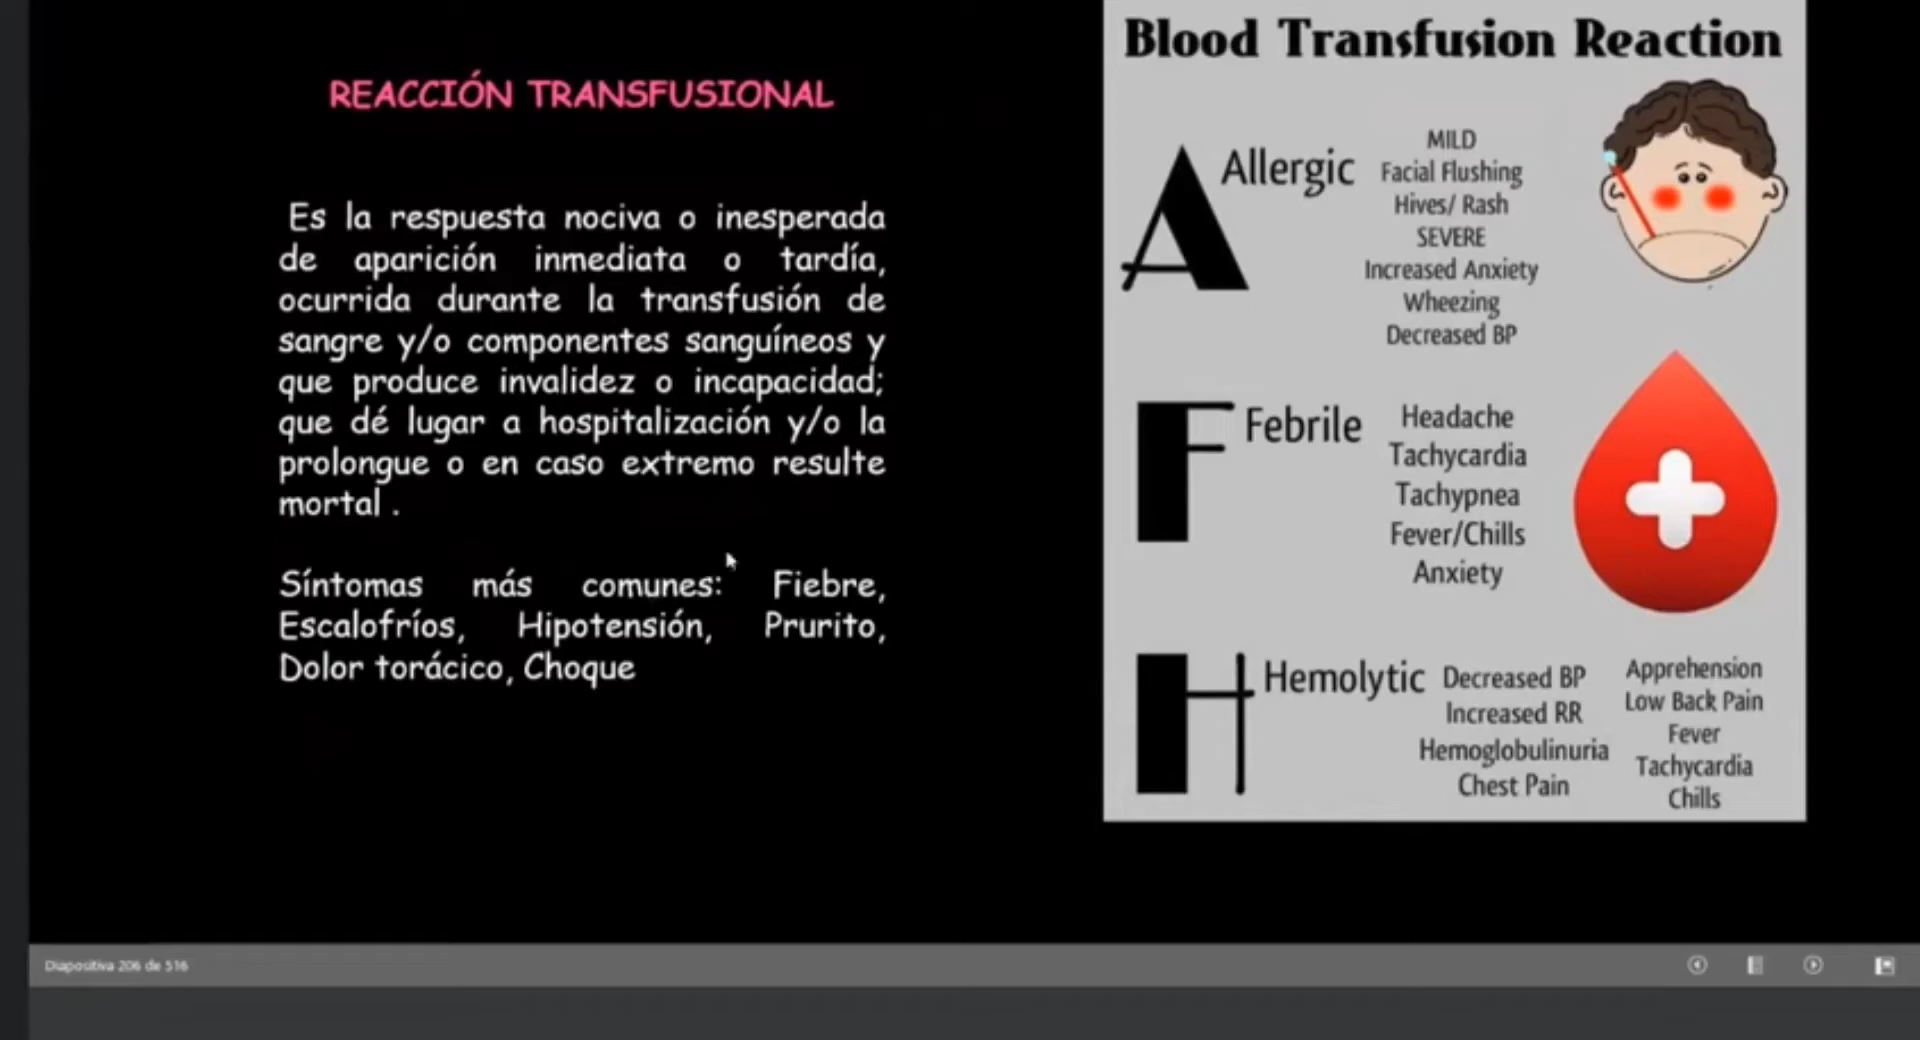 REACCIÓN TRANSFUSIONAL
Es la respuesta nociva o inesperada
de aparición inmediata o tardía,
ocurrida durante la transfusión de
sangre y/o componentes sanguíneos y
que produce invalidez o incapacidad;
que dé lugar a hospitalización y/o la
prolongue o en caso extremo resulte
mortal .
Síntomas más comunes: Fiebre,
Escalofríos, Hipotensión, Prurito,
Dolor torácico, Choque
Blood Transfusion Reaction
A
Allergic
MILD
Facial Flushing
Hives/ Rash
SEVERE
Increased Anxiety
Wheezing
Decreased BP
F
Febrile
Headache
Tachycardia
Tachypnea
Fever/Chills
Anxiety
H
Hemolytic
Decreased BP
Increased RR
Hemoglobulinuria
Chest Pain
Apprehension
Low Back Pain
Fever
Tachycardia
Chills
Diapositiva 206 de 516